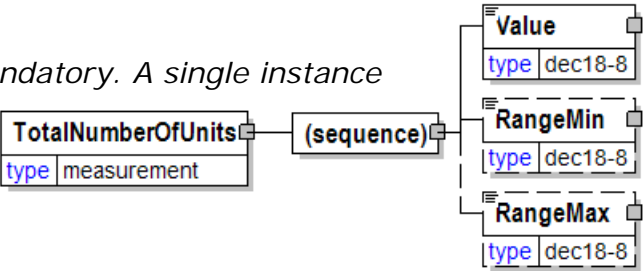 Value
type dec18-8
ndatory. A single instance
TotalNumberOfUnits
type measurement
(sequence)
RangeMin
type dec18-8
RangeMax
type dec18-8